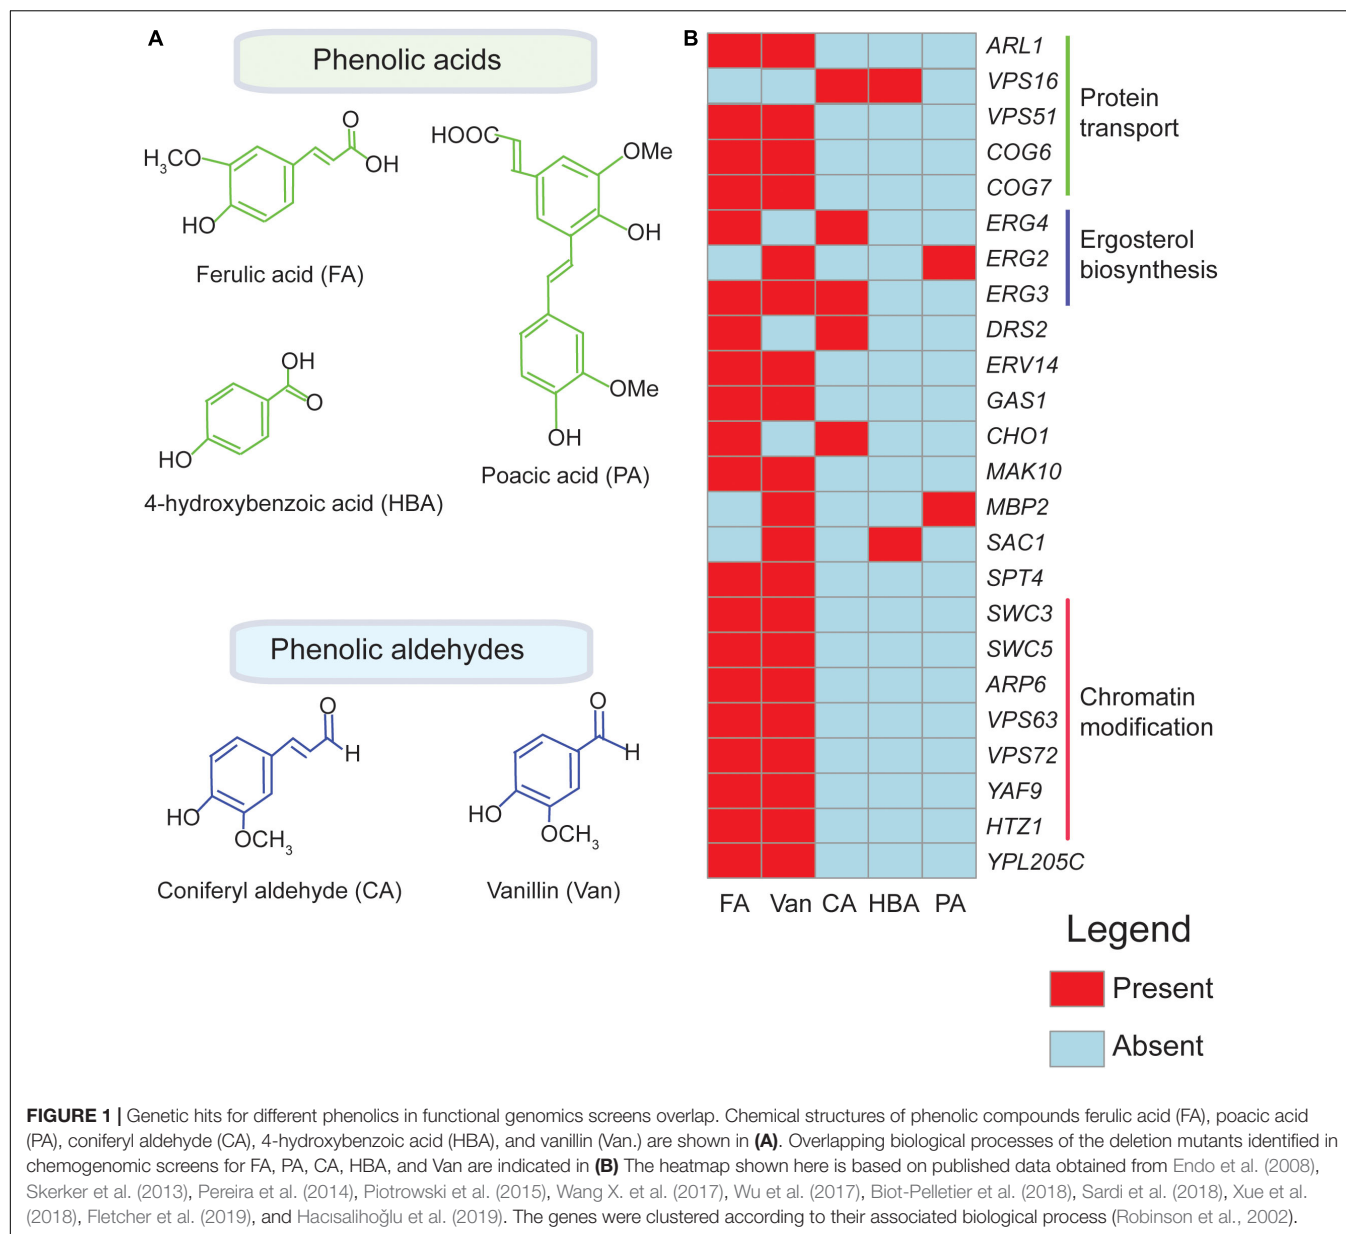 A
Phenolic acids
O
H3CO
OH
HO
Ferulic acid (FA)
HOOC
OMe
OH
OMe
OH
Poacic acid (PA)
OH
O
HO
4-hydroxybenzoic acid (HBA)
Phenolic aldehydes
O
H
HO
OCH3
Coniferyl aldehyde (CA)
O
H
HO
OCH3
Vanillin (Van)
B
ARL1
VPS16
VPS51
COG6
COG7
ERG4
ERG2
ERG3
DRS2
ERV14
GAS1
CHO1
MAK10
MBP2
SAC1
SPT4
SWC3
SWC5
ARP6
VPS63
VPS72
YAF9
HTZ1
YPL205C
Protein
transport
Ergosterol
biosynthesis
Chromatin
modification
FA Van CA HBA PA
Legend
Present
Absent
FIGURE 1 | Genetic hits for different phenolics in functional genomics screens overlap. Chemical structures of phenolic compounds ferulic acid (FA), poacic acid
(PA), coniferyl aldehyde (CA), 4-hydroxybenzoic acid (HBA), and vanillin (Van.) are shown in (A). Overlapping biological processes of the deletion mutants identified in
chemogenomic screens for FA, PA, CA, HBA, and Van are indicated in (B) The heatmap shown here is based on published data obtained from Endo et al. (2008),
Skerker et al. (2013), Pereira et al. (2014), Piotrowski et al. (2015), Wang X. et al. (2017), Wu et al. (2017), Biot-Pelletier et al. (2018), Sardi et al. (2018), Xue et al.
(2018), Fletcher et al. (2019), and Hacısalihoğlu et al. (2019). The genes were clustered according to their associated biological process (Robinson et al., 2002).